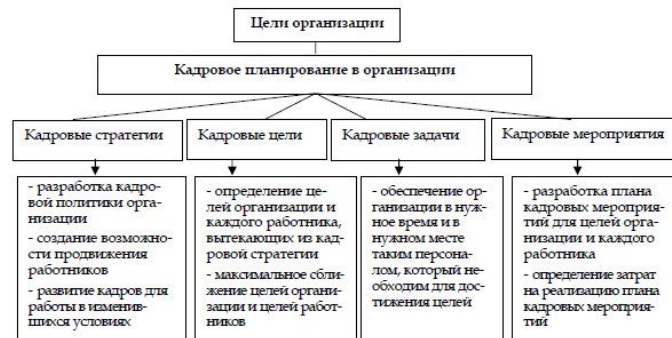 Цели организации
Кадровое планирование в организации
Кадровые стратегии
Кадровые цели
Кадровые задачи
Кадровые мероприятия
- разработка кадро-
вой политики орга-
низации
- создание возможно-
сти продвижения
работников
- развитие кадров для
работы в изменив-
шихся условиях
- определение це-
лей организации и
каждого работника,
вытекающих из кад-
ровой стратегии
- максимальное сбли-
жение целей органи-
зации и целей работ-
ников
- обеспечение орга-
низации в нуж-
ное время и в
нужном месте
таким персона-
лом, который не-
обходим для дос-
тижения целей
- разработка плана
кадровых мероприя-
тий для целей орга-
низации и каждого
работника
- определение затрат
на реализацию плана
кадровых мероприя-
тий